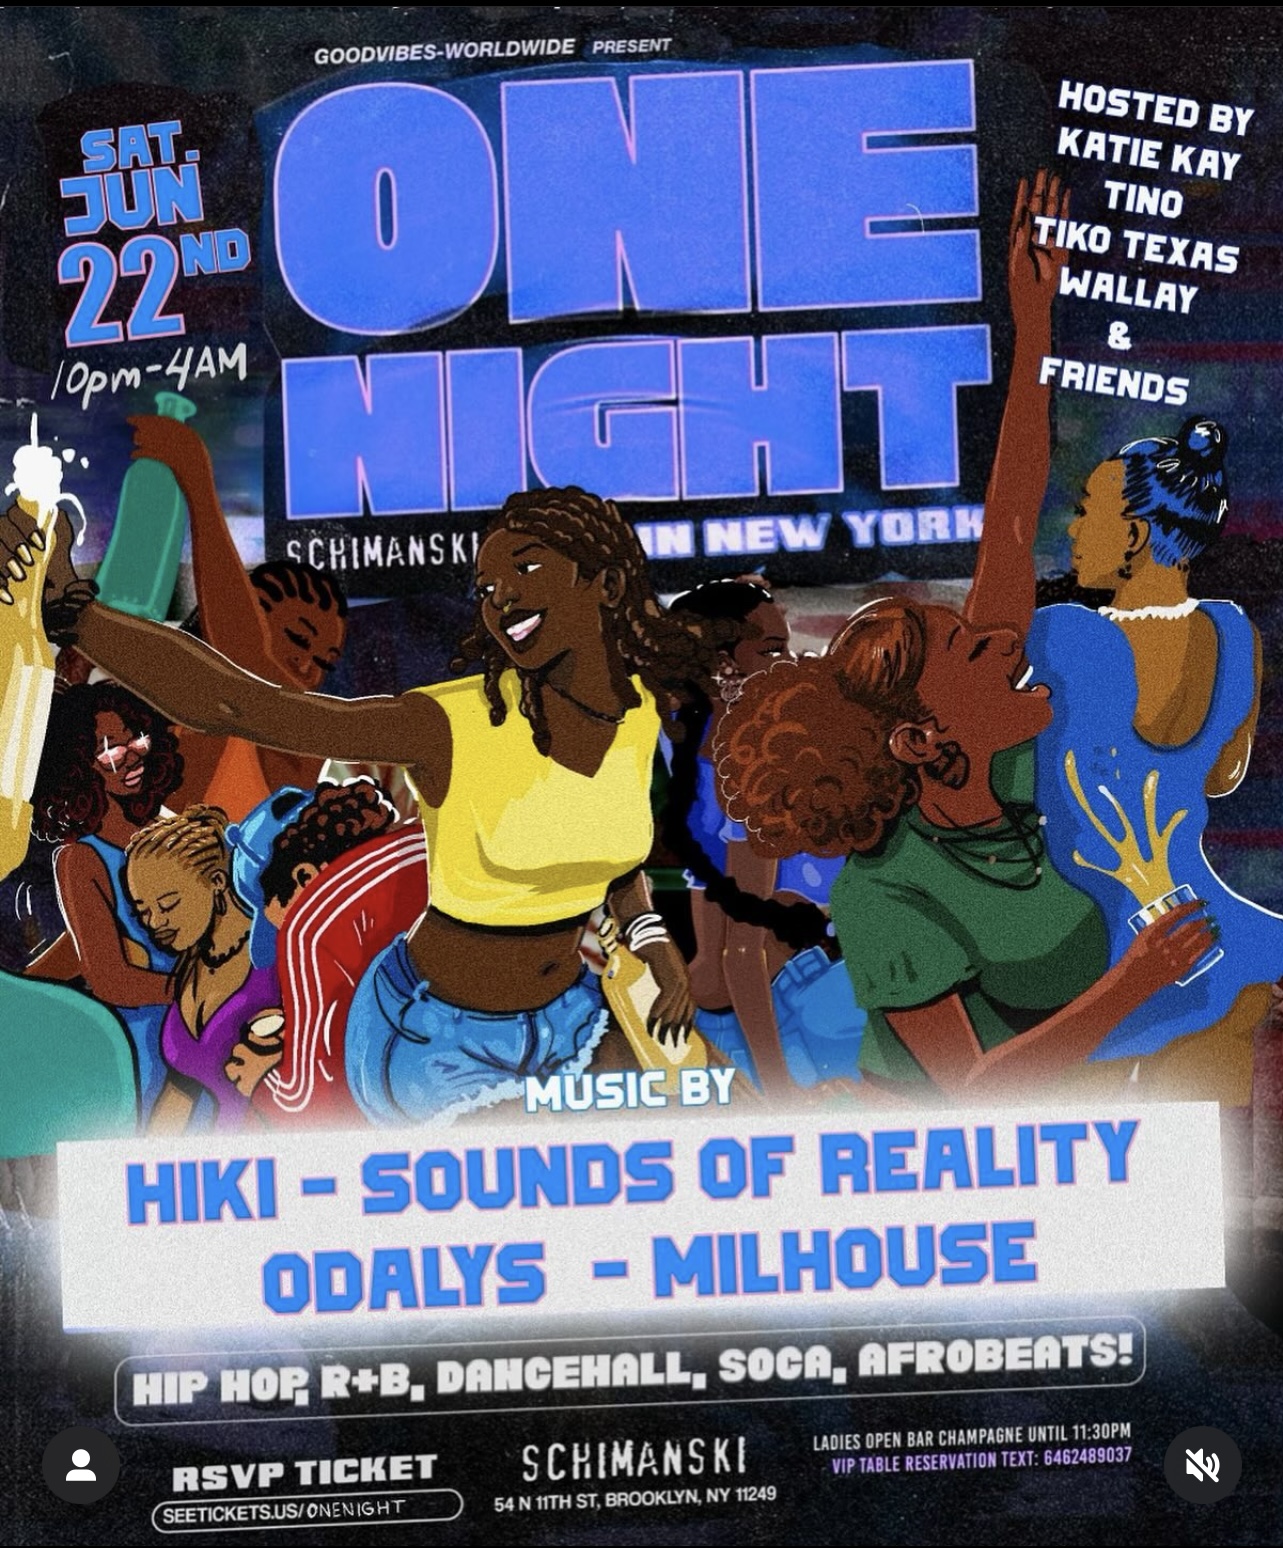 GOODVIBES-WORLDWIDE PRESENT
ONE
NIGHT
SCHIMANSKI IN NEW YORK
SAT.
JUN
22ND
10pm-4AM
HOSTED BY
KATIE KAY
TINO
TIKO TEXAS
WALLAY
&
FRIENDS
MUSIC BY
HIKI - SOUNDS OF REALITY
ODALYS - MILHOUSE
HIP HOP, R+B, DANCEHALL, SOCA, AFROBEATS!
RSVP TICKET
SEETICKETS.US/ONENIGHT
SCHIMANSKI
54 N 11TH ST, BROOKLYN, NY 11249
LADIES OPEN BAR CHAMPAGNE UNTIL 11:30PM
VIP TABLE RESERVATION TEXT: 6462489037